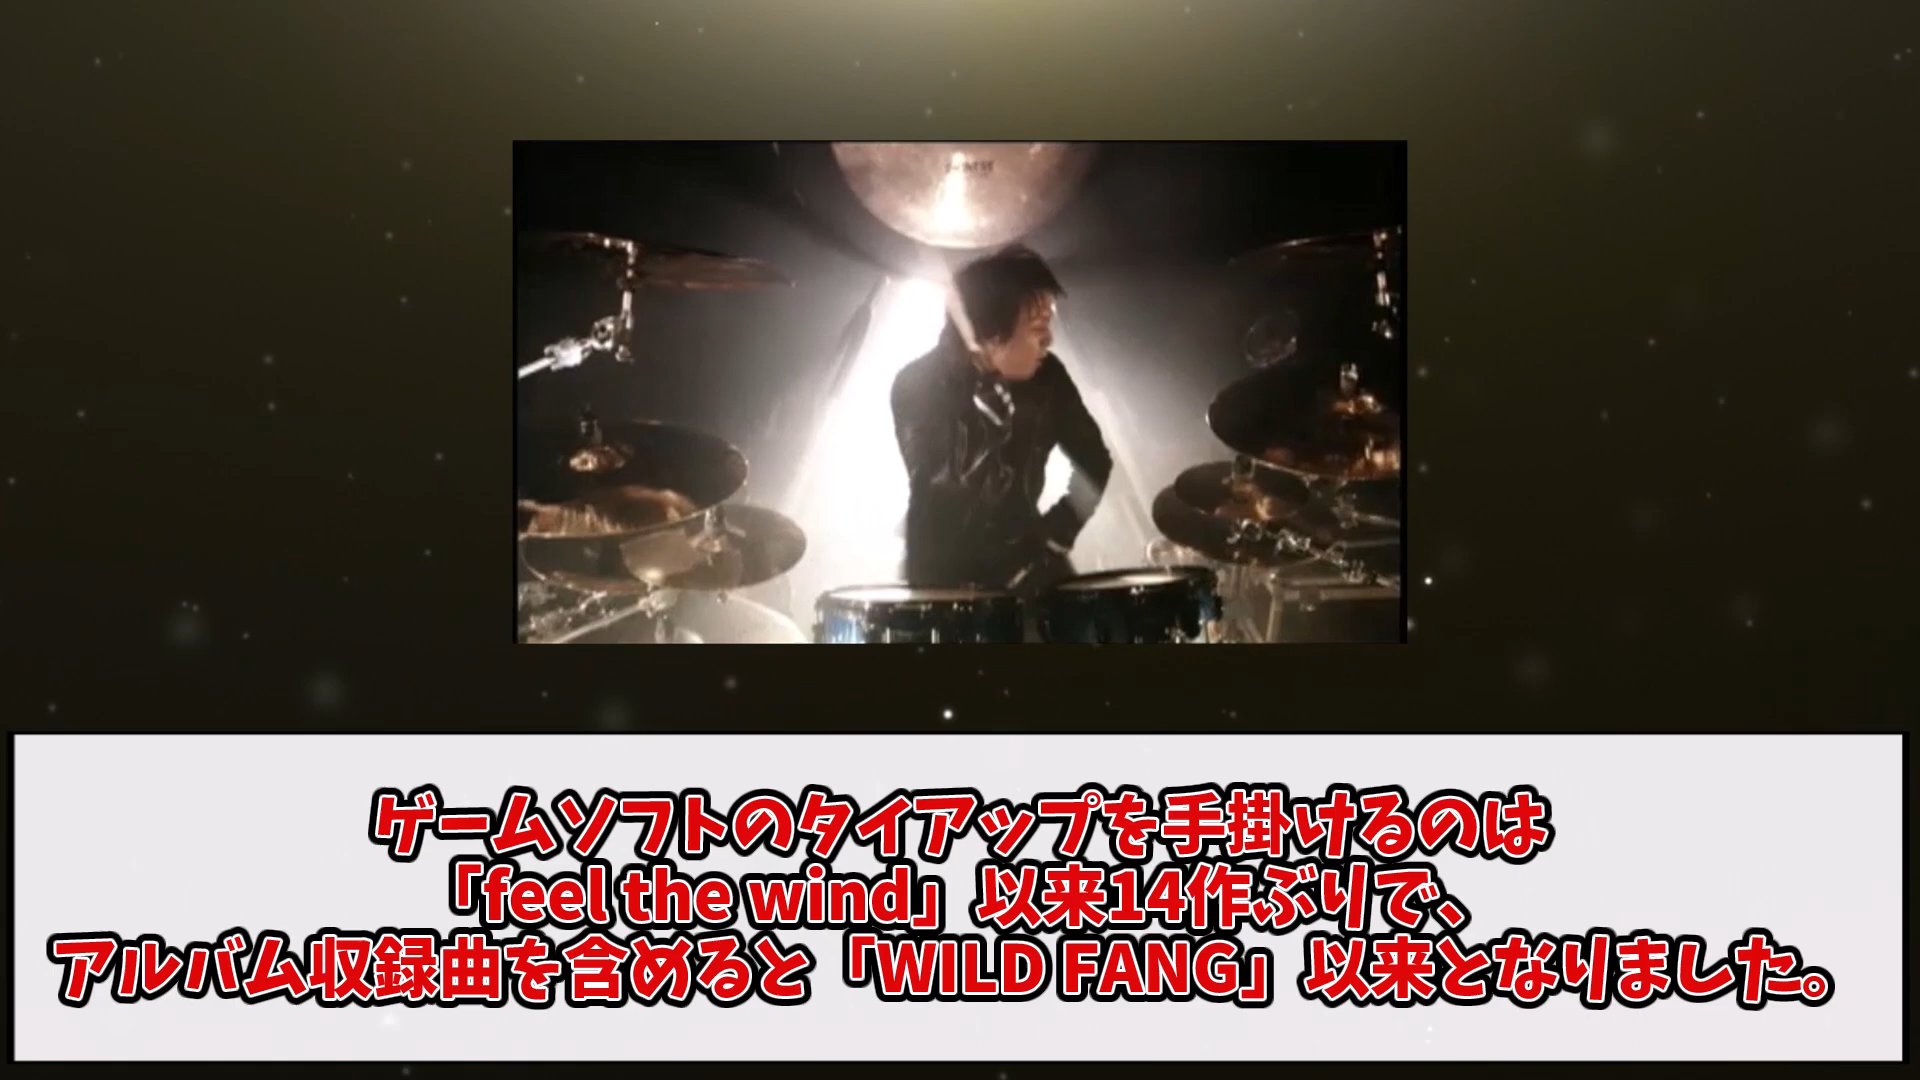 ゲームソフトのタイアップを手掛けるのは
「feel the wind」以来14作ぶりで、
アルバム収録曲を含めると「WILD FANG」以来となりました。